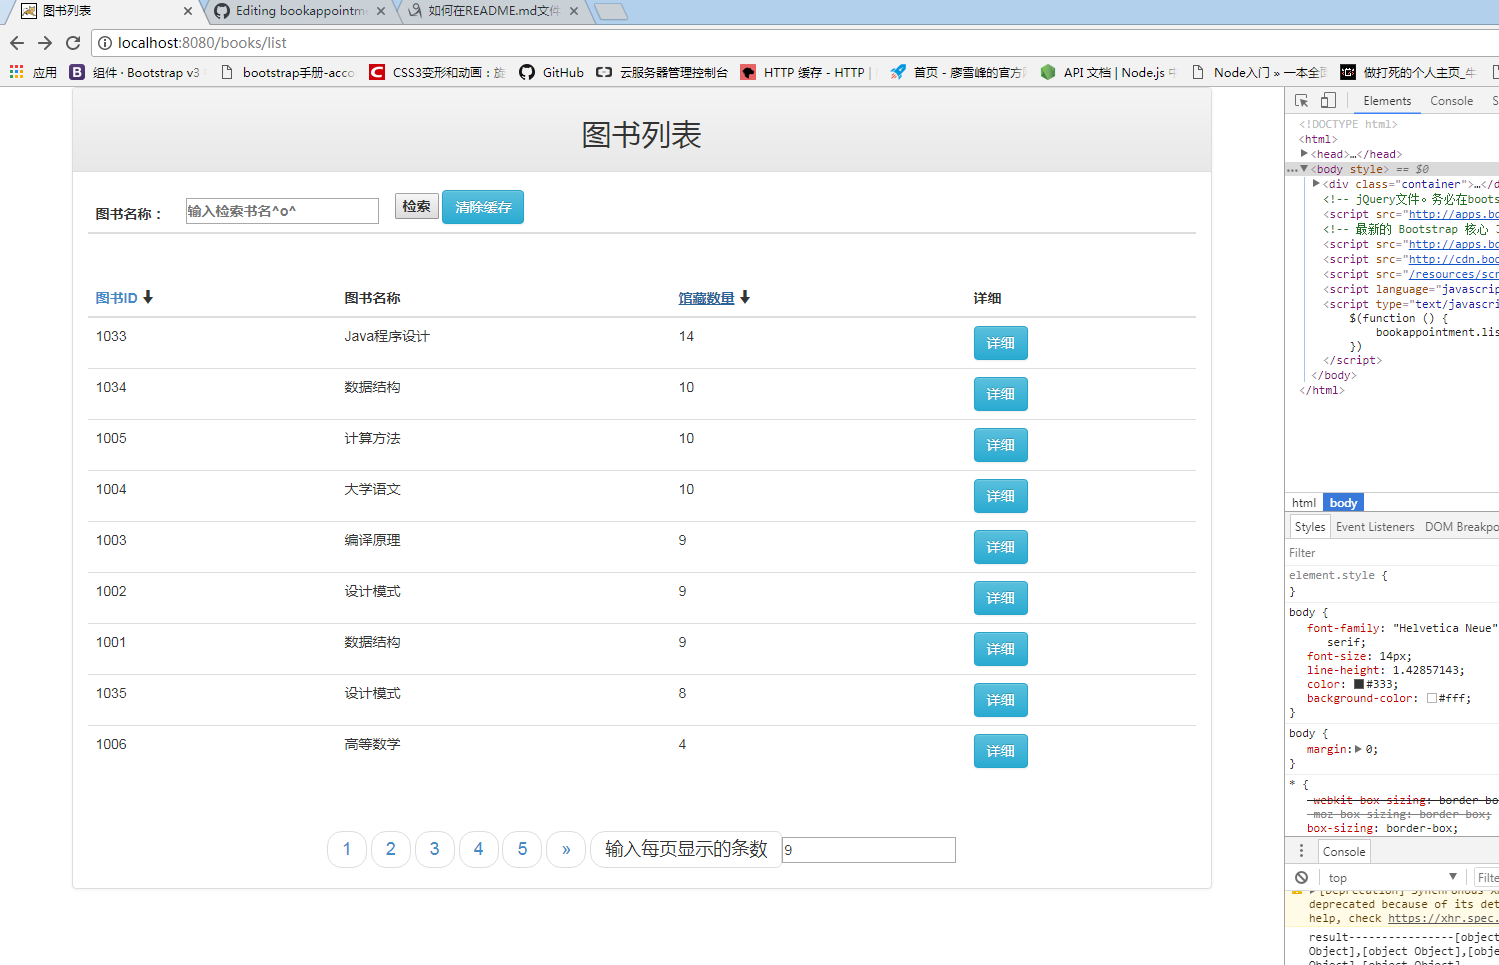 图书列表
Editing bookappointm
如何在README.md文件
localhost:8080/books/list
应用 组件 · Bootstrap v3 bootstrap手册-acco CSS3变形和动画：旋 GitHub 云服务器管理控制台 HTTP 缓存 - HTTP | 首页 - 廖雪峰的官方 API 文档 | Node.js Node入门 » 一本全 做打死的个人主页_牛
图书列表
图书名称： 输入检索书名^o^ 检索 清除缓存
图书ID 图书名称 馆藏数量 详细
1033 Java程序设计 14 详细
1034 数据结构 10 详细
1005 计算方法 10 详细
1004 大学语文 10 详细
1003 编译原理 9 详细
1002 设计模式 9 详细
1001 数据结构 9 详细
1035 设计模式 8 详细
1006 高等数学 4 详细
1 2 3 4 5 » 输入每页显示的条数 9
Elements Console S
<!DOCTYPE html>
<html>
<head>…</head>
<body style> == $0
<div class="container">…</d
<!-- jQuery文件。务必在boots
<script src="http://apps.bd
<!-- 最新的 Bootstrap 核心 J
<script src="http://apps.bd
<script src="http://cdn.boo
<script src="/resources/scr
<script language="javascrip
<script type="text/javascri
$(function () {
bookappointment.lis
})
</script>
</body>
</html>
html body
Styles Event Listeners DOM Breakpo
Filter
element.style {
}
body {
font-family: "Helvetica Neue"
serif;
font-size: 14px;
line-height: 1.42857143;
color: #333;
background-color: #fff;
}
body {
margin: 0;
}
* {
-webkit-box-sizing: border-bo
-moz-box-sizing: border-box;
box-sizing: border-box;
Console
top Filte
[Deprecation] Synchronous X
deprecated because of its det
help, check https://xhr.spec.
result----------------[object
Object],[object Object],[obje
Object],[object Object]